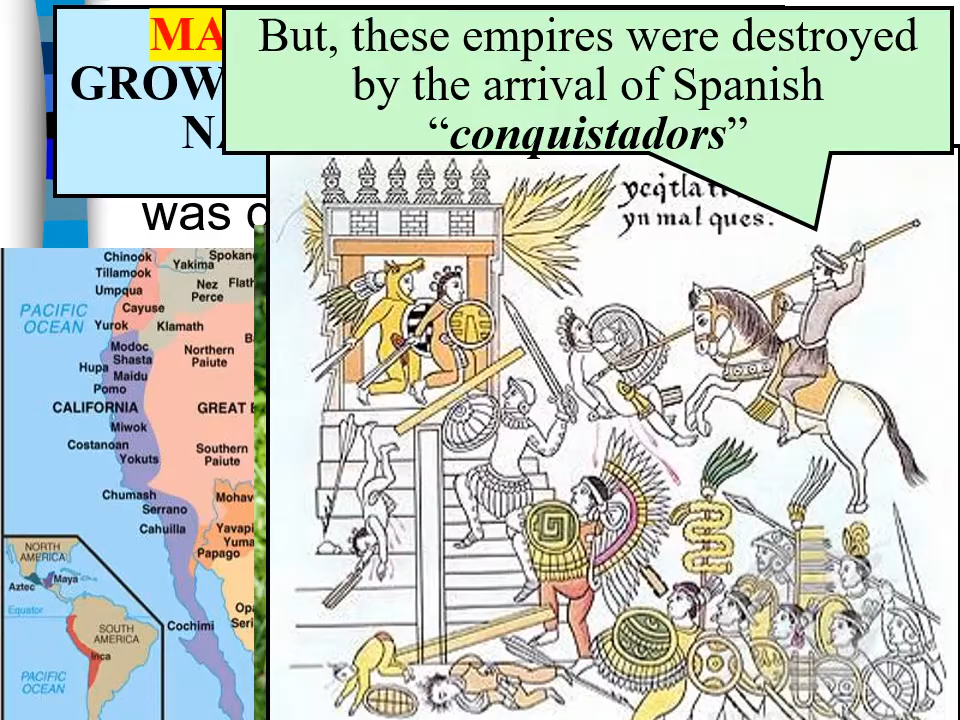 MA
GROW
NA
But, these empires were destroyed
by the arrival of Spanish
“conquistadors”
was
yn mal ques.
Chinook
Spokan
Yakima
Tillamook
Nez
Perce
Flath
Umpqua
Cayuse
PACIFIC
OCEAN
Yurok
Klamath
Modoc
Shasta
Northern
Paiute
Hupa
Maidu
Pomo
CALIFORNIA
GREAT
Miwok
Costanoan
Yokuts
Southern
Paiute
Chumash
Serrano
Mohav
Cahuilla
Yavap
Yuma
Papago
Op
Seri
Cochimi
NORTH
AMERICA
Aztec
Maya
Equator
SOUTH
AMERICA
Inca
PACIFIC
OCEAN